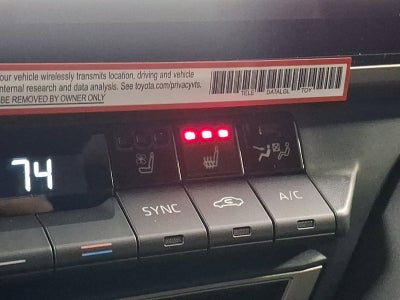 our vehicle wirelessly transmits location, driving and vehicle
nternal research and data analysis. See toyota.com/privacyvts.
BE REMOVED BY OWNER ONLY
TELE DATALGL TOY
74
SYNC
A/C